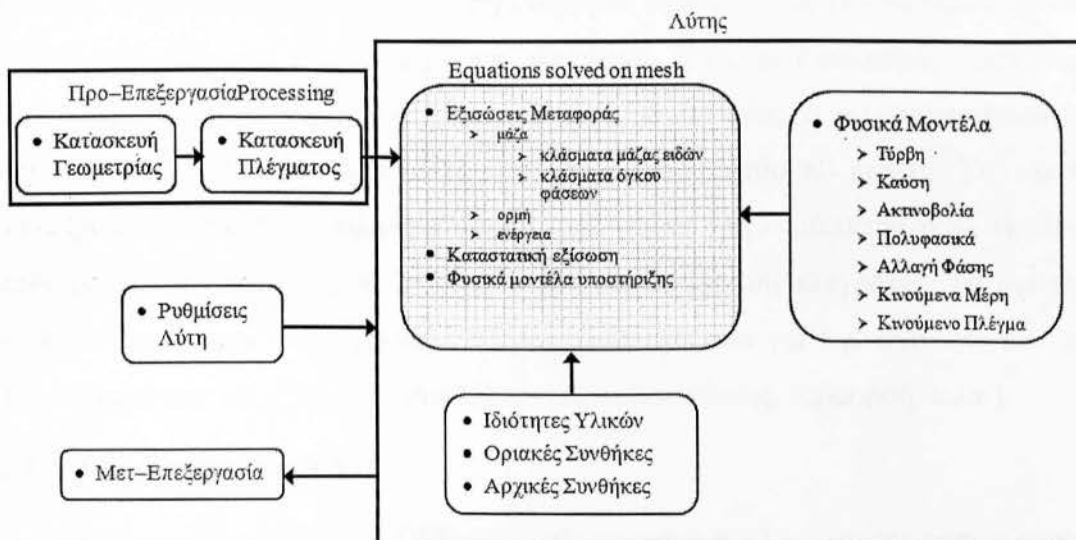 Λύτης
Προ–ΕπεξεργασίαProcessing
• Κατασκευή
Γεωμετρίας
• Κατασκευή
Πλέγματος
Equations solved on mesh
• Εξισώσεις Μεταφοράς
➢ μάζα
➢ κλάσματα μάζας ειδών
➢ κλάσματα όγκου
φάσεων
➢ ορμή
➢ ενέργεια
• Καταστατική εξίσωση
• Φυσικά μοντέλα υποστήριξης
• Φυσικά Μοντέλα
➢ Τύρβη
➢ Καύση
➢ Ακτινοβολία
➢ Πολυφασικά
➢ Αλλαγή Φάσης
➢ Κινούμενα Μέρη
➢ Κινούμενο Πλέγμα
• Ρυθμίσεις
Λύτη
• Ιδιότητες Υλικών
• Οριακές Συνθήκες
• Αρχικές Συνθήκες
• Μετ–Επεξεργασία